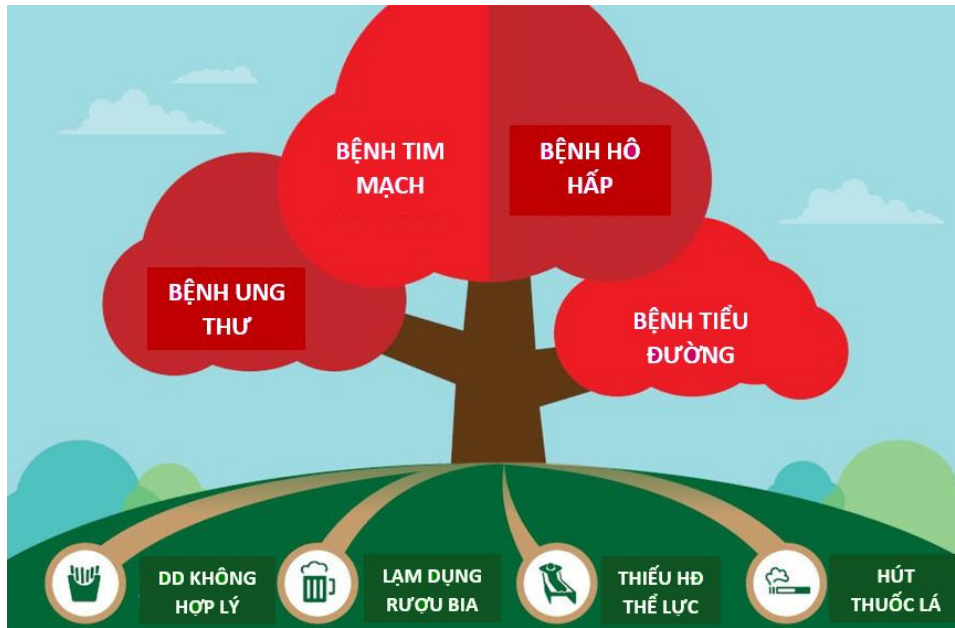 BỆNH TIM
MẠCH
BỆNH HÔ
HẤP
BỆNH UNG
THƯ
BỆNH TIỂU
ĐƯỜNG
DD KHÔNG
HỢP LÝ
LẠM DỤNG
RƯỢU BIA
THIẾU HĐ
THỂ LỰC
HÚT
THUỐC LÁ